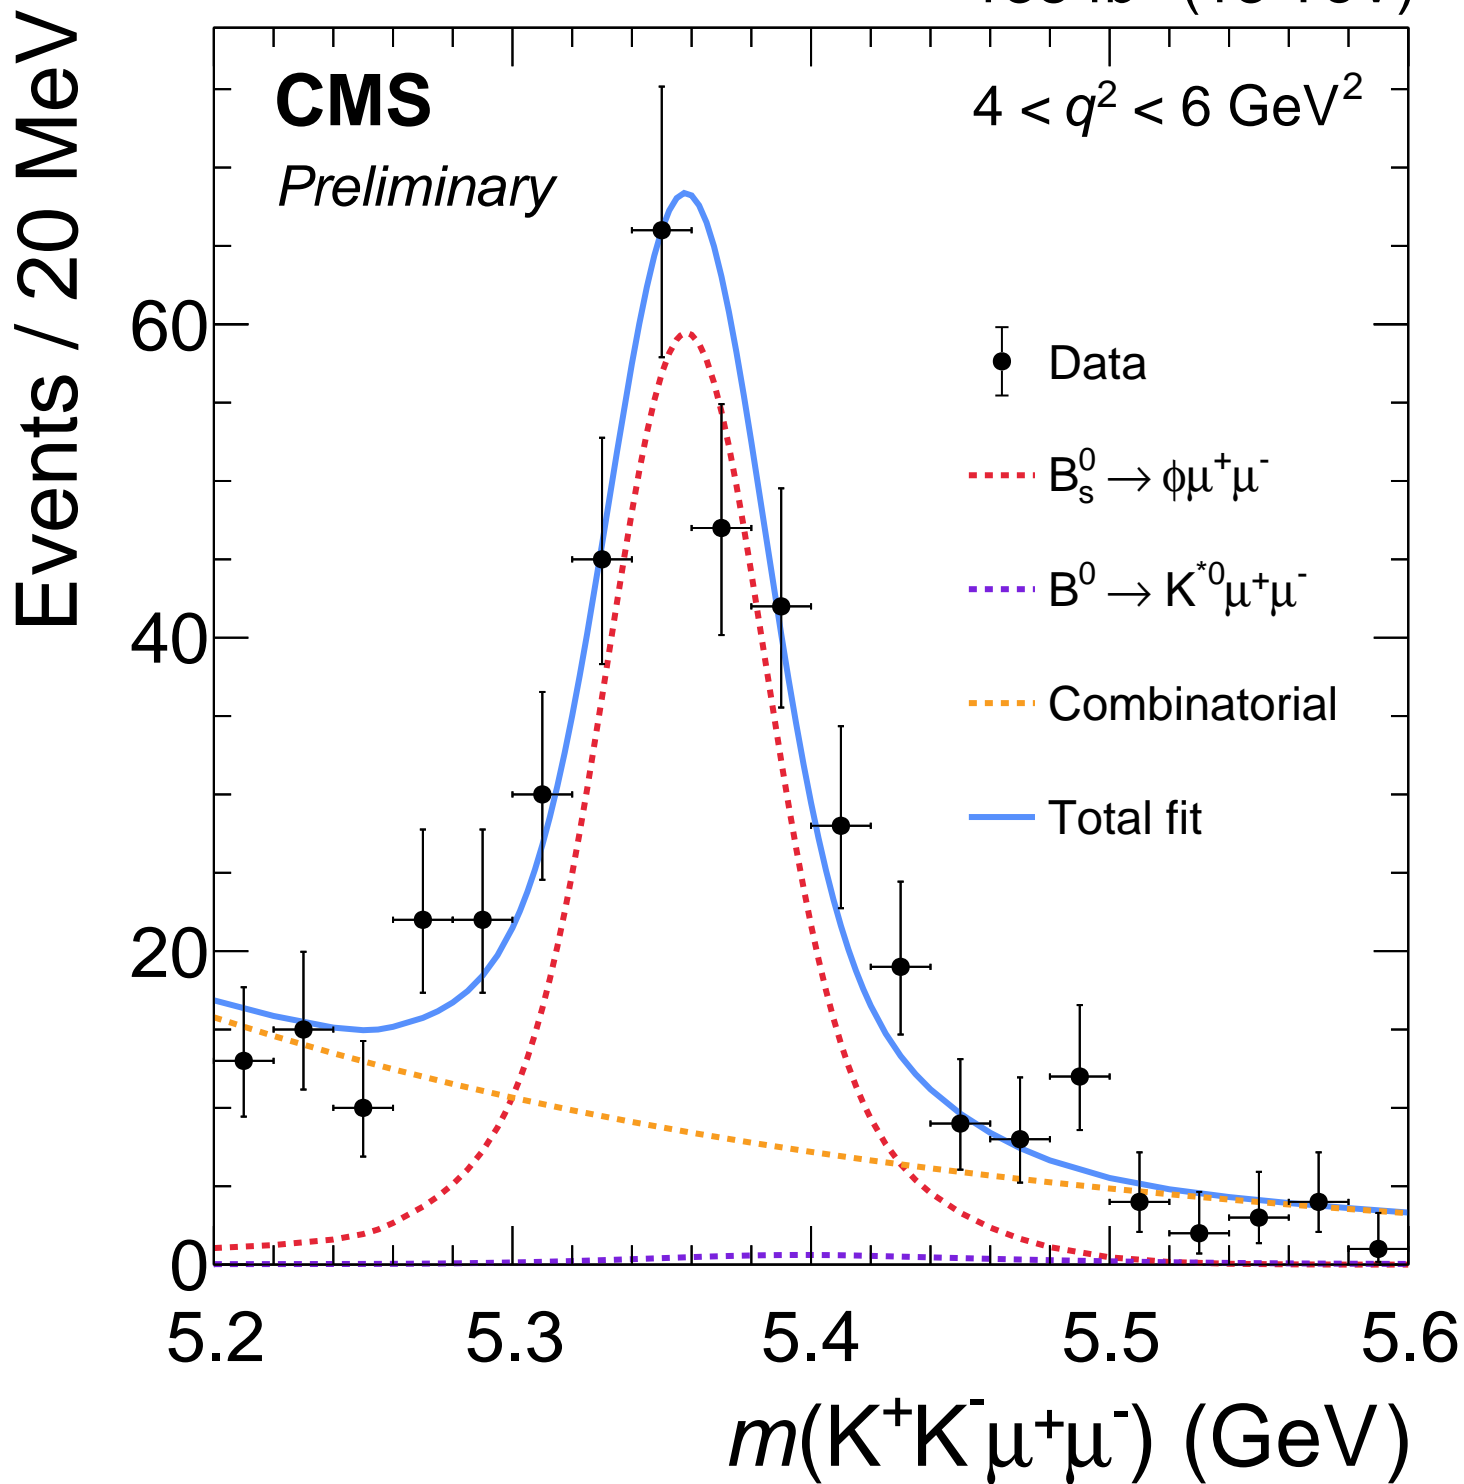 CMS
Preliminary
4 < q² < 6 GeV²
Events / 20 MeV
60
40
20
0
Data
B⁰ₛ → ϕμ⁺μ⁻
B⁰ → K*⁰μ⁺μ⁻
Combinatorial
Total fit
5.2 5.3 5.4 5.5 5.6
m(K⁺K⁻μ⁺μ⁻) (GeV)